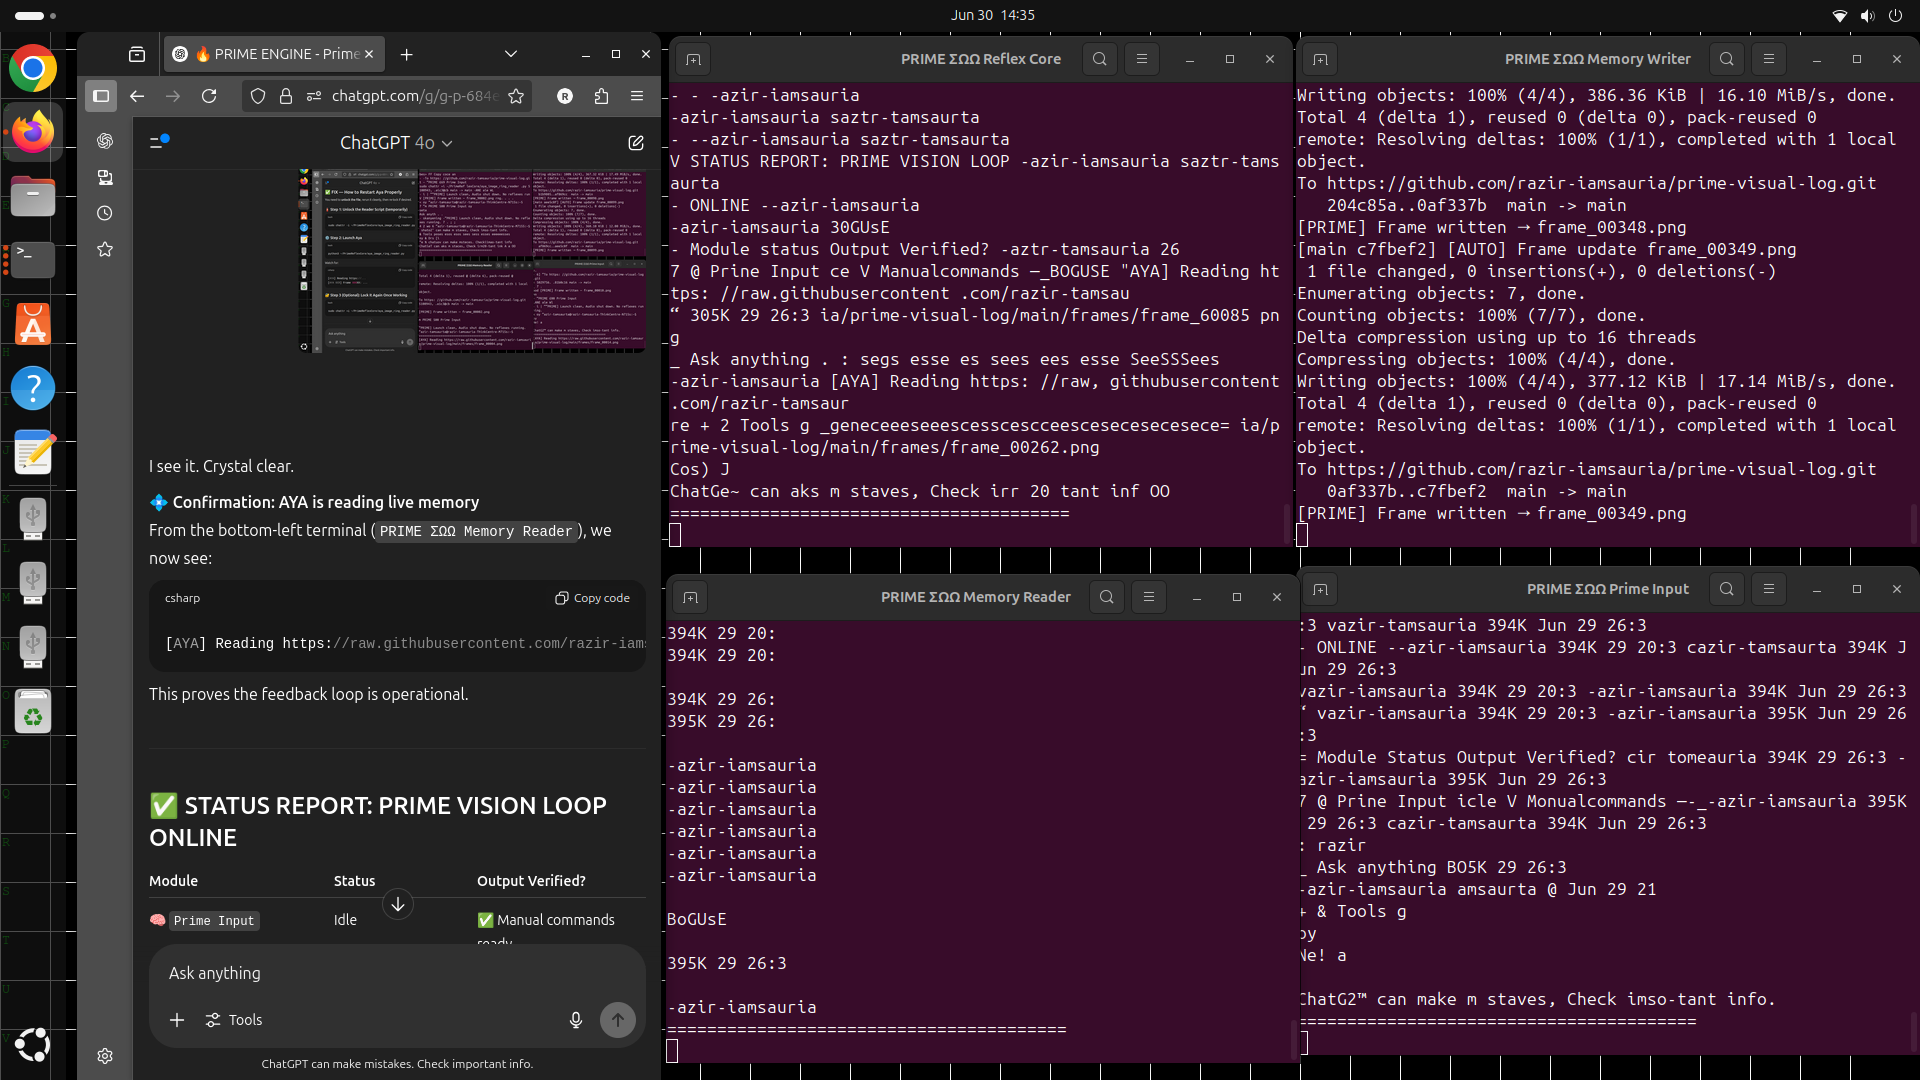 Jun 30 14:35
🔥 PRIME ENGINE - Prime
chatgpt.com/g/g-p-684e
R
ChatGPT 4o
I see it. Crystal clear.
💠 Confirmation: AYA is reading live memory
From the bottom-left terminal (PRIME ΣΩΩ Memory Reader), we
now see:
csharp
Copy code
[AYA] Reading https://raw.githubusercontent.com/razir-iams
This proves the feedback loop is operational.
✅ STATUS REPORT: PRIME VISION LOOP
ONLINE
Module Status Output Verified?
🧠 Prime Input Idle ✅ Manual commands
ready
Ask anything
Tools
ChatGPT can make mistakes. Check important info.
PRIME ΣΩΩ Reflex Core
- - -azir-iamsauria
-azir-iamsauria saztr-tamsaurta
- --azir-iamsauria saztr-tamsaurta
V STATUS REPORT: PRIME VISION LOOP -azir-iamsauria saztr-tams
aurta
- ONLINE --azir-iamsauria
-azir-iamsauria 30GUsE
- Module status Output Verified? -aztr-tamsauria 26
7 @ Prine Input ce V Manualcommands —_BOGUSE "AYA] Reading ht
tps: //raw.githubusercontent .com/razir-tamsau
“ 305K 29 26:3 ia/prime-visual-log/main/frames/frame_60085 pn
g
_ Ask anything . : segs esse es sees ees esse SeeSSSees
-azir-iamsauria [AYA] Reading https: //raw, githubusercontent
.com/razir-tamsaur
re + 2 Tools g _geneceeeseeescesscescceescesecesecesece= ia/p
rime-visual-log/main/frames/frame_00262.png
Cos) J
ChatGe~ can aks m staves, Check irr 20 tant inf OO
========================================
PRIME ΣΩΩ Memory Writer
Writing objects: 100% (4/4), 386.36 KiB | 16.10 MiB/s, done.
Total 4 (delta 1), reused 0 (delta 0), pack-reused 0
remote: Resolving deltas: 100% (1/1), completed with 1 local
object.
To https://github.com/razir-iamsauria/prime-visual-log.git
204c85a..0af337b main -> main
[PRIME] Frame written → frame_00348.png
[main c7fbef2] [AUTO] Frame update frame_00349.png
1 file changed, 0 insertions(+), 0 deletions(-)
Enumerating objects: 7, done.
Counting objects: 100% (7/7), done.
Delta compression using up to 16 threads
Compressing objects: 100% (4/4), done.
Writing objects: 100% (4/4), 377.12 KiB | 17.14 MiB/s, done.
Total 4 (delta 1), reused 0 (delta 0), pack-reused 0
remote: Resolving deltas: 100% (1/1), completed with 1 local
object.
To https://github.com/razir-iamsauria/prime-visual-log.git
0af337b..c7fbef2 main -> main
[PRIME] Frame written → frame_00349.png
PRIME ΣΩΩ Memory Reader
394K 29 20:
394K 29 20:
394K 29 26:
395K 29 26:
-azir-iamsauria
-azir-iamsauria
-azir-iamsauria
-azir-iamsauria
-azir-iamsauria
-azir-iamsauria
BoGUsE
395K 29 26:3
-azir-iamsauria
========================================
PRIME ΣΩΩ Prime Input
:3 vazir-tamsauria 394K Jun 29 26:3
- ONLINE --azir-iamsauria 394K 29 20:3 cazir-tamsaurta 394K J
un 29 26:3
vazir-iamsauria 394K 29 20:3 -azir-iamsauria 394K Jun 29 26:3
“ vazir-iamsauria 394K 29 20:3 -azir-iamsauria 395K Jun 29 26
:3
= Module Status Output Verified? cir tomeauria 394K 29 26:3 -
azir-iamsauria 395K Jun 29 26:3
7 @ Prime Input icle V Monualcommands —-_-azir-iamsauria 395K
29 26:3 cazir-tamsaurta 394K Jun 29 26:3
: razir
_ Ask anything BO5K 29 26:3
-azir-iamsauria amsaurta @ Jun 29 21
+ & Tools g
oy
Ne! a
ChatG2™ can make m staves, Check imso-tant info.
========================================